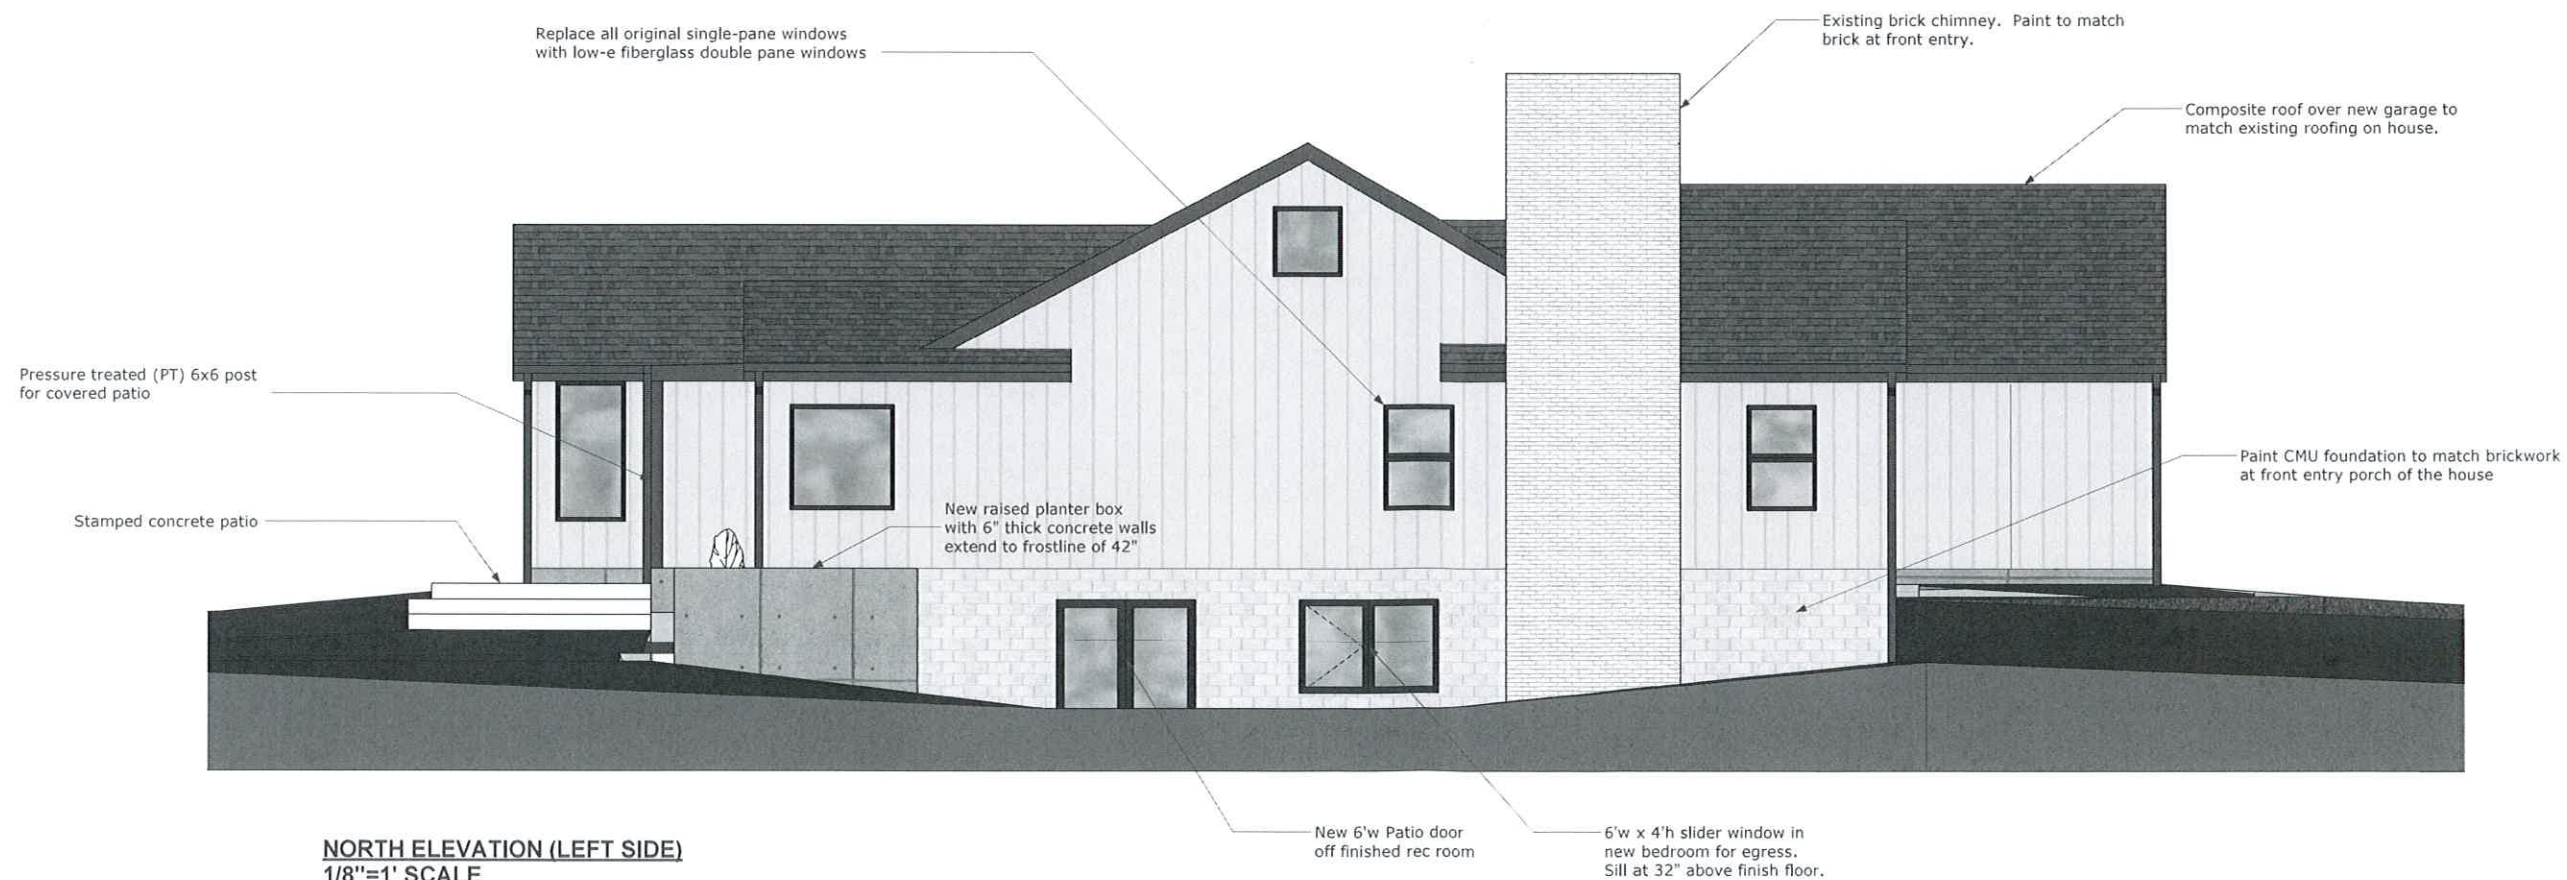 Replace all original single-pane windows
with low-e fiberglass double pane windows
Existing brick chimney.  Paint to match
brick at front entry.
Composite roof over new garage to
match existing roofing on house.
Pressure treated (PT) 6x6 post
for covered patio
Paint CMU foundation to match brickwork
at front entry porch of the house
Stamped concrete patio
New raised planter box
with 6" thick concrete walls
extend to frostline of 42"
New 6'w Patio door
off finished rec room
6'w x 4'h slider window in
new bedroom for egress.
Sill at 32" above finish floor.
NORTH ELEVATION (LEFT SIDE)
1/8"=1' SCALE